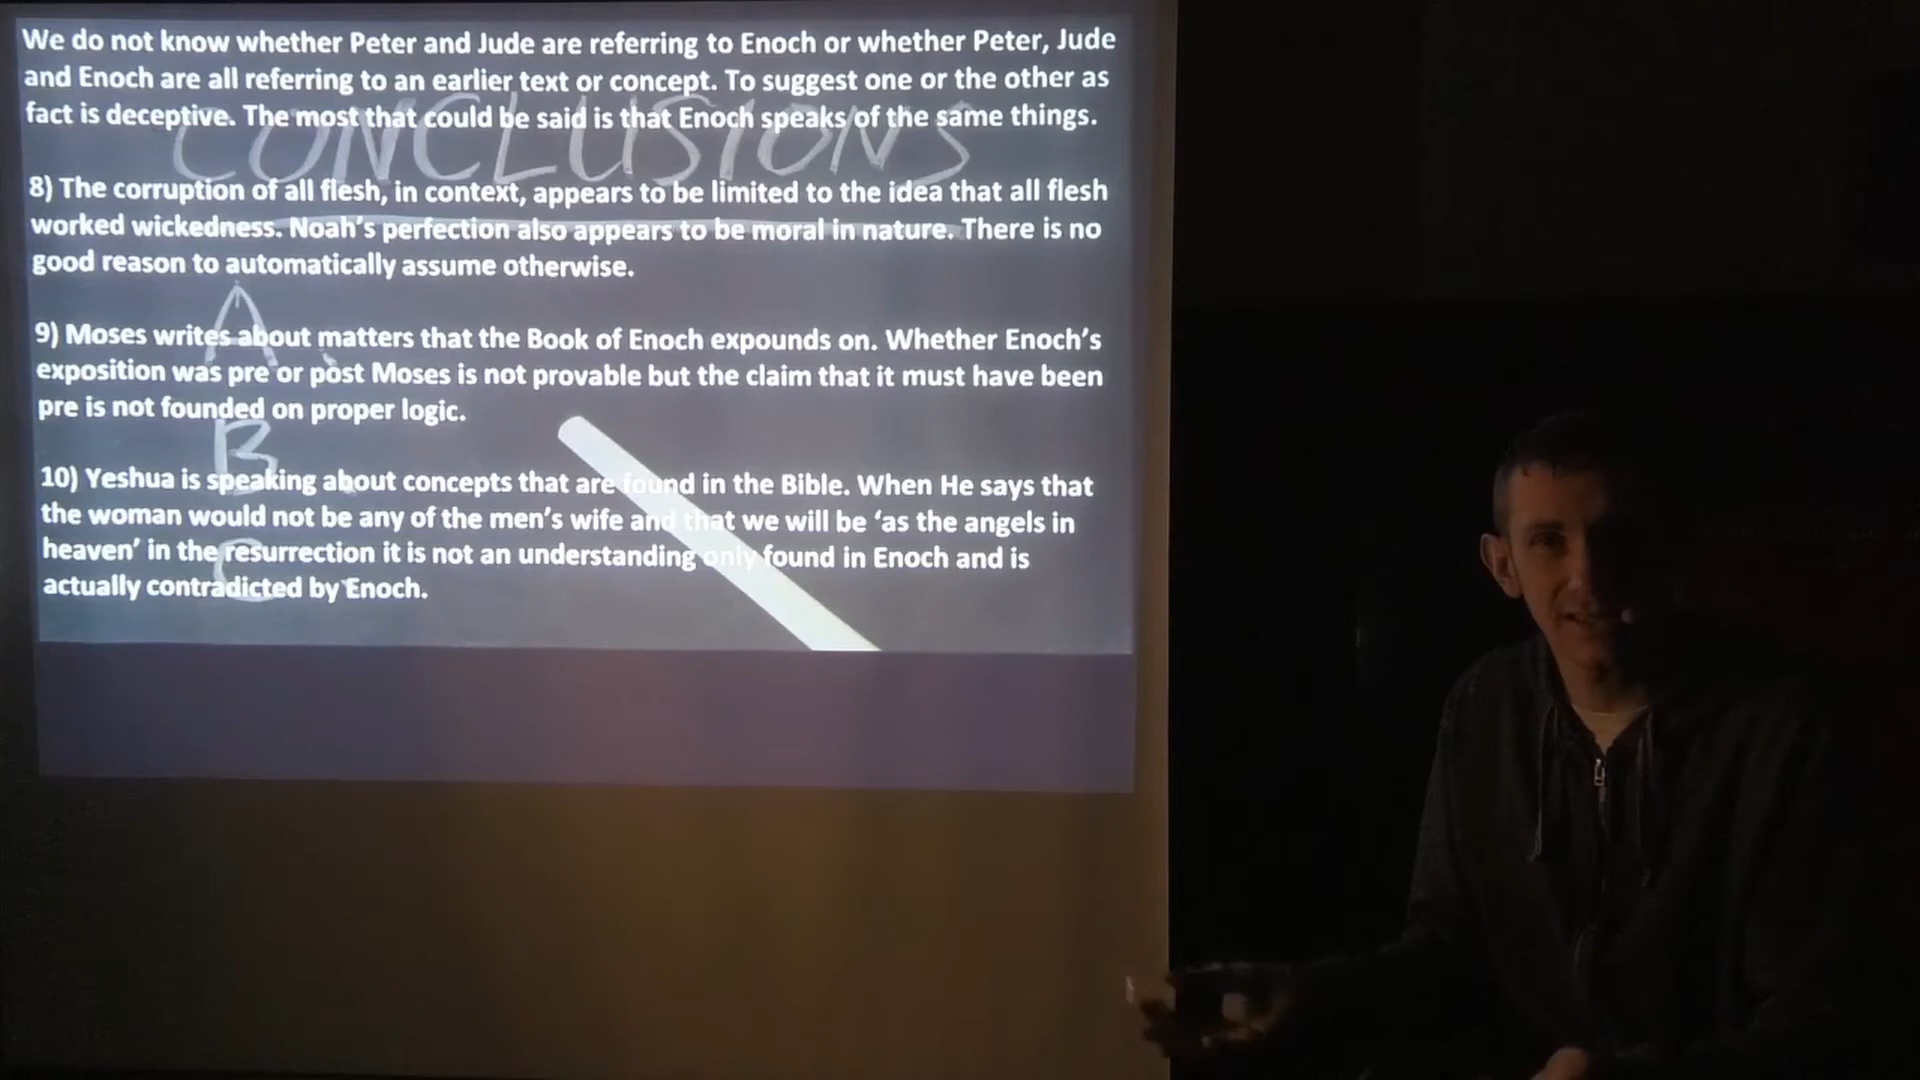 We do not know whether Peter and Jude are referring to Enoch or whether Peter, Jude
and Enoch are all referring to an earlier text or concept. To suggest one or the other as
fact is deceptive. The most that could be said is that Enoch speaks of the same things.
CONCLUSIONS
8) The corruption of all flesh, in context, appears to be limited to the idea that all flesh
worked wickedness. Noah's perfection also appears to be moral in nature. There is no
good reason to automatically assume otherwise.
A
9) Moses writes about matters that the Book of Enoch expounds on. Whether Enoch's
exposition was pre or post Moses is not provable but the claim that it must have been
pre is not founded on proper logic.
B
10) Yeshua is speaking about concepts that are found in the Bible. When He says that
the woman would not be any of the men's wife and that we will be 'as the angels in
heaven' in the resurrection it is not an understanding only found in Enoch and is
actually contradicted by Enoch.
C